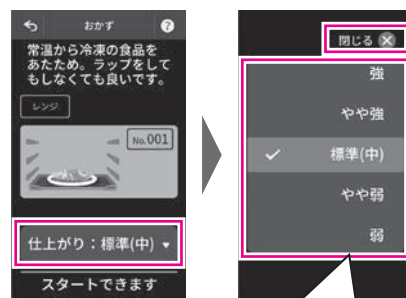 おかず
?
常温から冷凍の食品を
あたため。ラップをして
もしなくても良いです。
レンジ
No.001
仕上がり：標準(中) ▼
スタートできます
閉じる ×
強
やや強
✓ 標準(中)
やや弱
弱